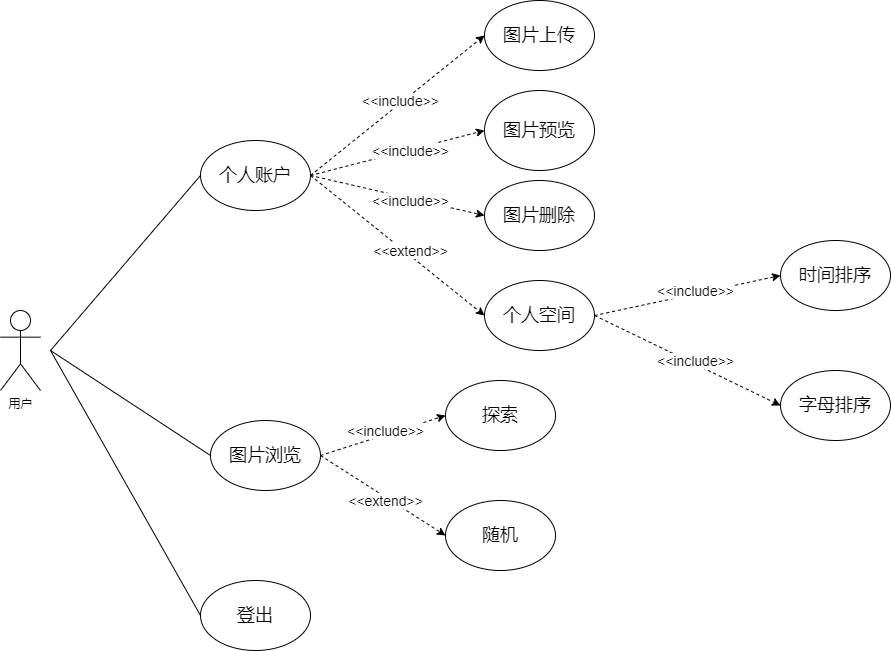 图片上传
<<include>>
图片预览
<<include>>
个人账户
<<include>>
图片删除
<<extend>>
时间排序
<<include>>
个人空间
<<include>>
用户
字母排序
探索
<<include>>
图片浏览
<<extend>>
随机
登出